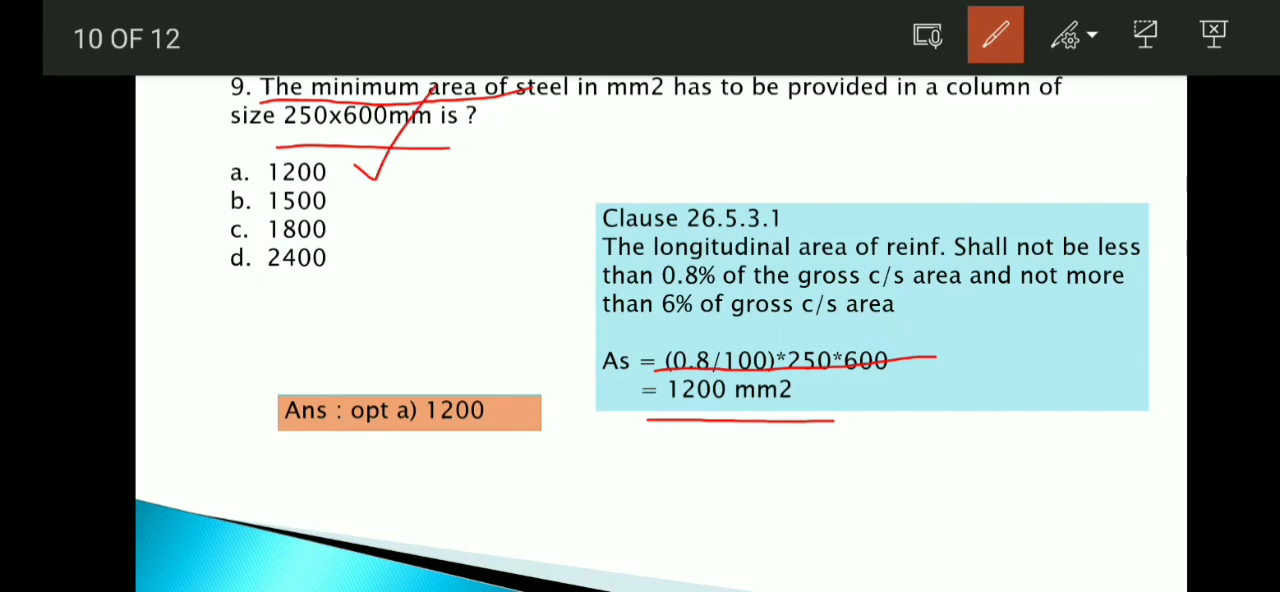 10 OF 12
9. The minimum area of steel in mm2 has to be provided in a column of
size 250x600mm is ?
a. 1200
b. 1500
c. 1800
d. 2400
Clause 26.5.3.1
The longitudinal area of reinf. Shall not be less
than 0.8% of the gross c/s area and not more
than 6% of gross c/s area
As = (0.8/100)*250*600
= 1200 mm2
Ans : opt a) 1200